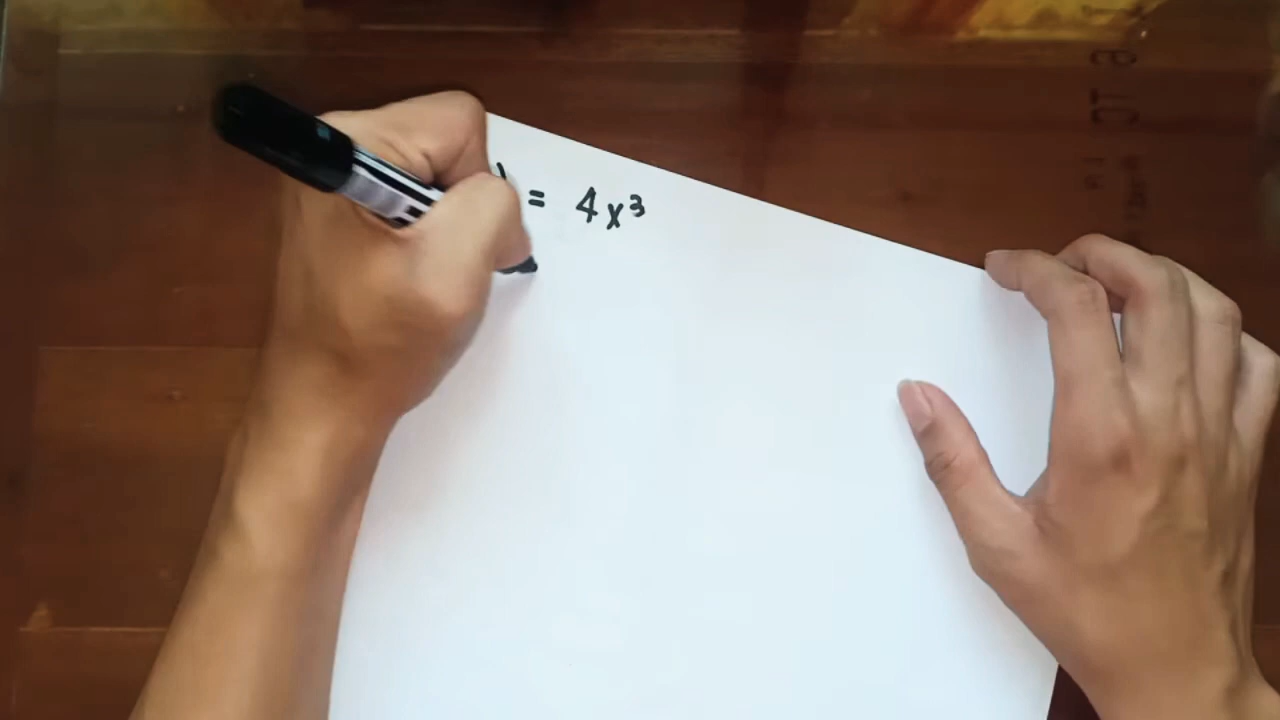 = 4x³